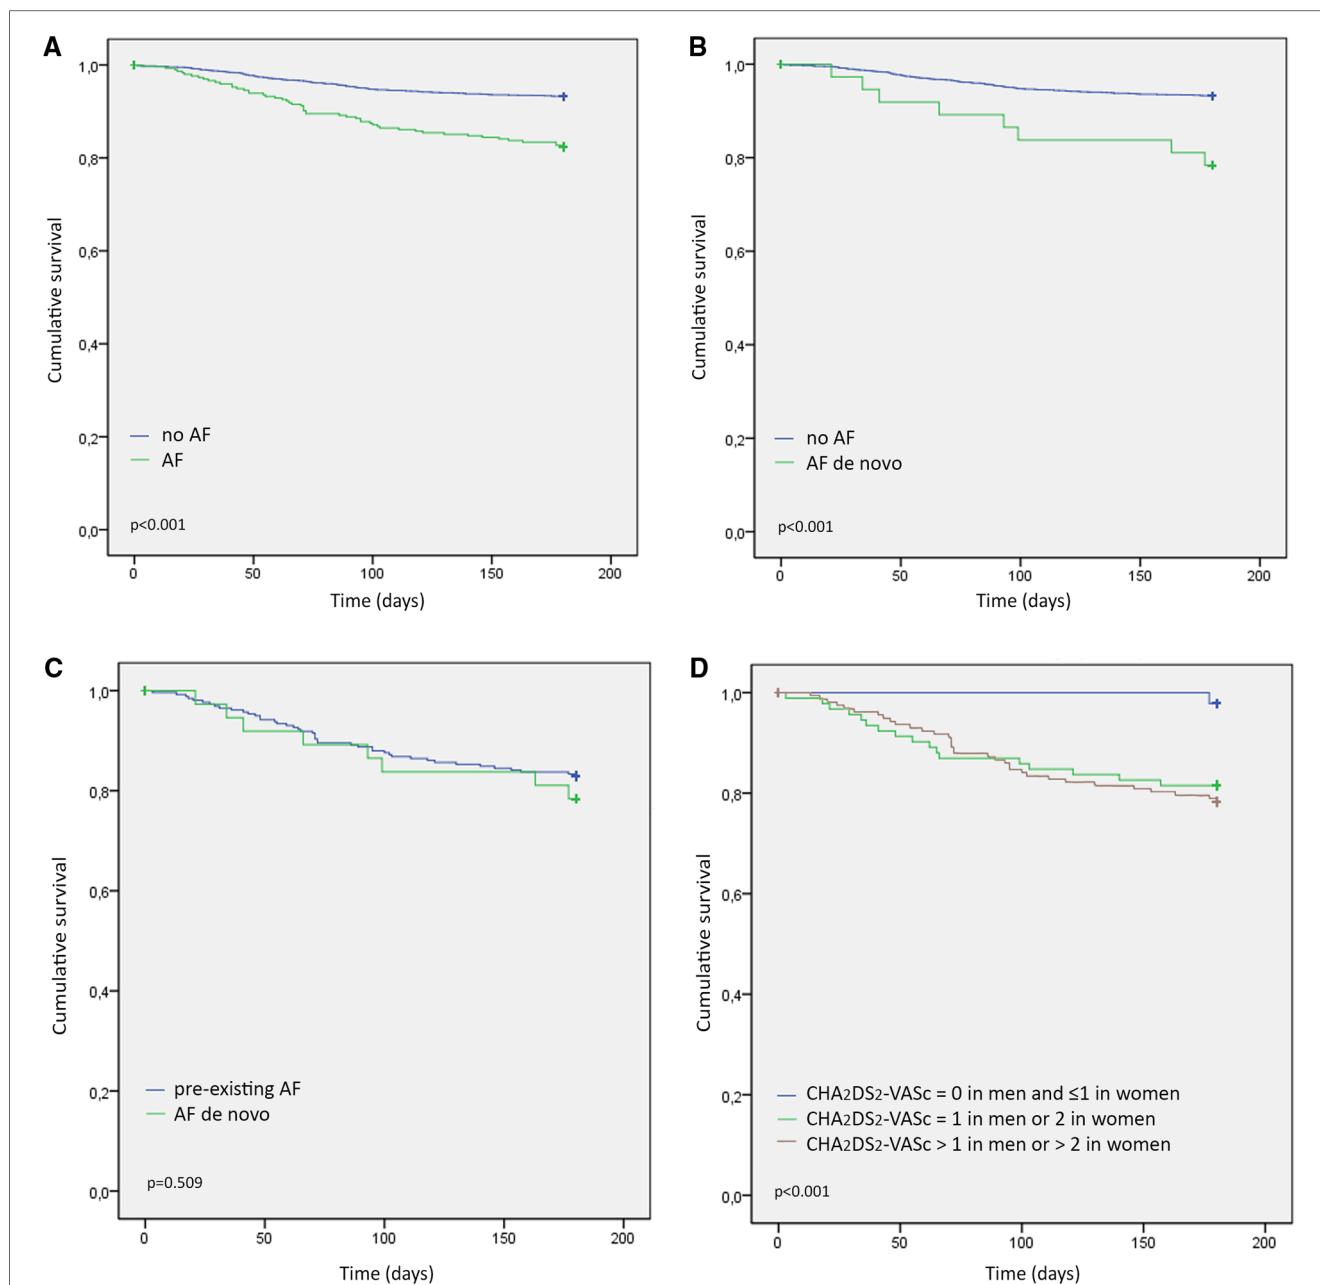 A
1,0
0,8
0,6
0,4
0,2
0,0
Cumulative survival
no AF
AF
p<0.001
0 50 100 150 200
Time (days)
B
1,0
0,8
0,6
0,4
0,2
0,0
Cumulative survival
no AF
AF de novo
p<0.001
0 50 100 150 200
Time (days)
C
1,0
0,8
0,6
0,4
0,2
0,0
Cumulative survival
pre-existing AF
AF de novo
p=0.509
0 50 100 150 200
Time (days)
D
1,0
0,8
0,6
0,4
0,2
0,0
Cumulative survival
CHA2DS2-VASc = 0 in men and ≤1 in women
CHA2DS2-VASc = 1 in men or 2 in women
CHA2DS2-VASc > 1 in men or > 2 in women
p<0.001
0 50 100 150 200
Time (days)